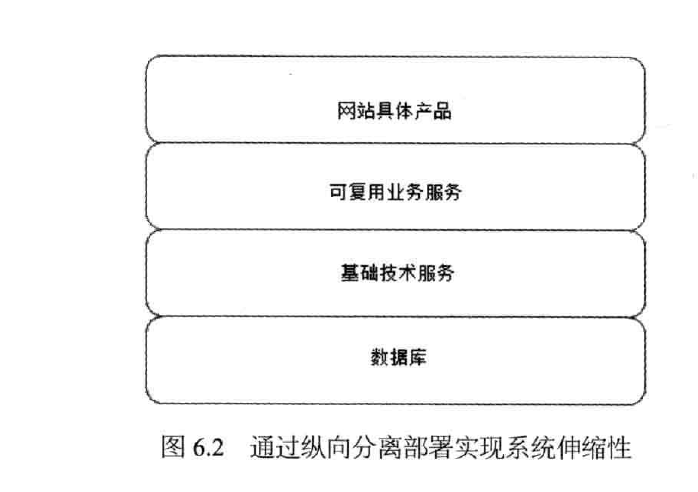 网站具体产品
可复用业务服务
基础技术服务
数据库
图 6.2 通过纵向分离部署实现系统伸缩性